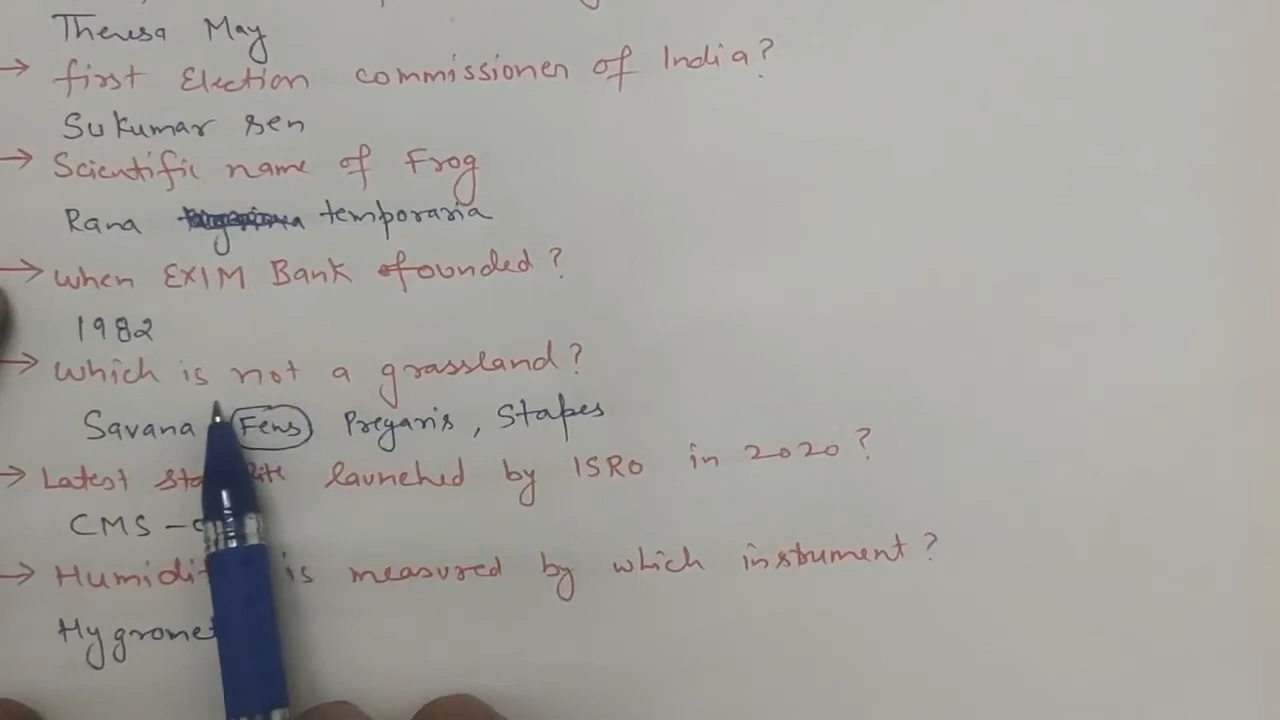 Theresa May
→ first Election commissioner of India?
Sukumar sen
→ Scientific name of Frog
Rana temporaria
→ when EXIM Bank founded?
1982
→ which is not a grassland?
Savana Fens Pregaris, Stapes
→ Latest launched by ISRO in 2020?
CMS -
→ is measured by which instrument?